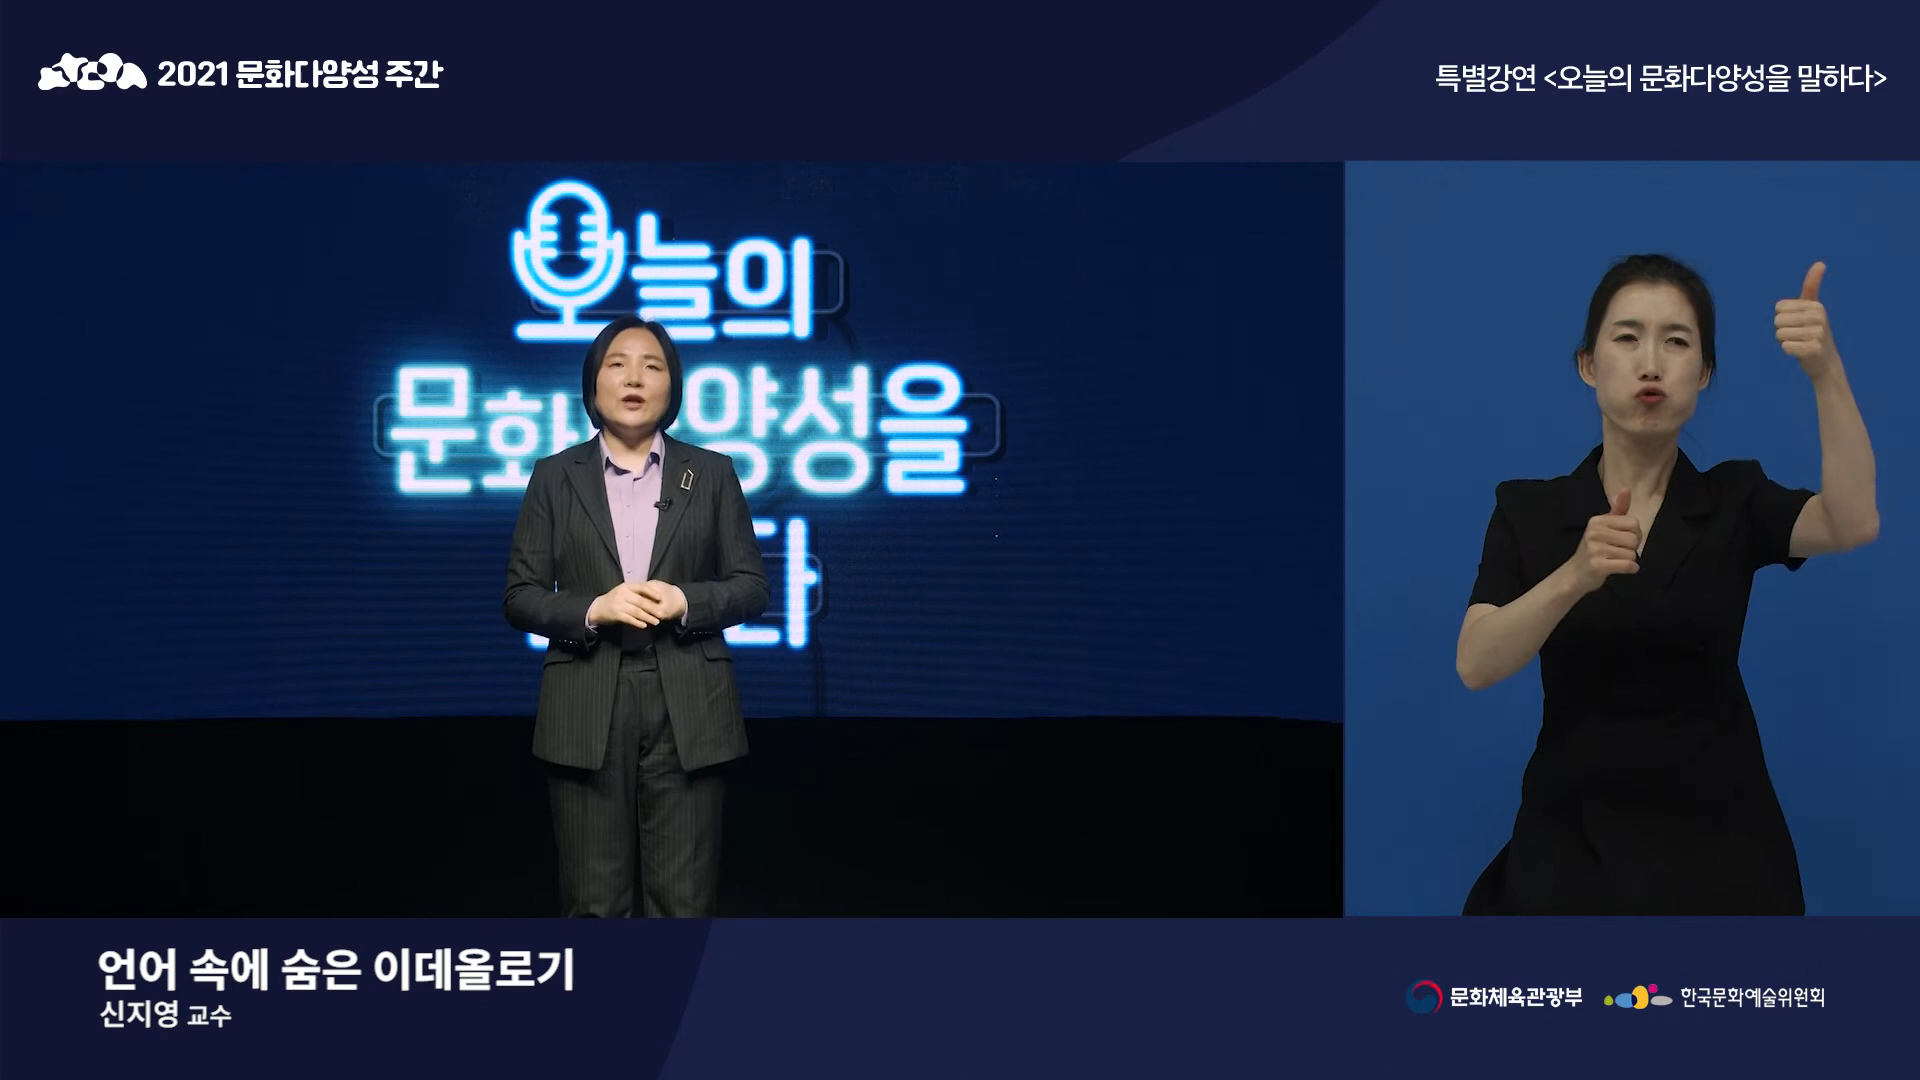 2021 문화다양성 주간
특별강연 <오늘의 문화다양성을 말하다>
오늘의
문화 양성을
다
언어 속에 숨은 이데올로기
신지영 교수
문화체육관광부
한국문화예술위원회